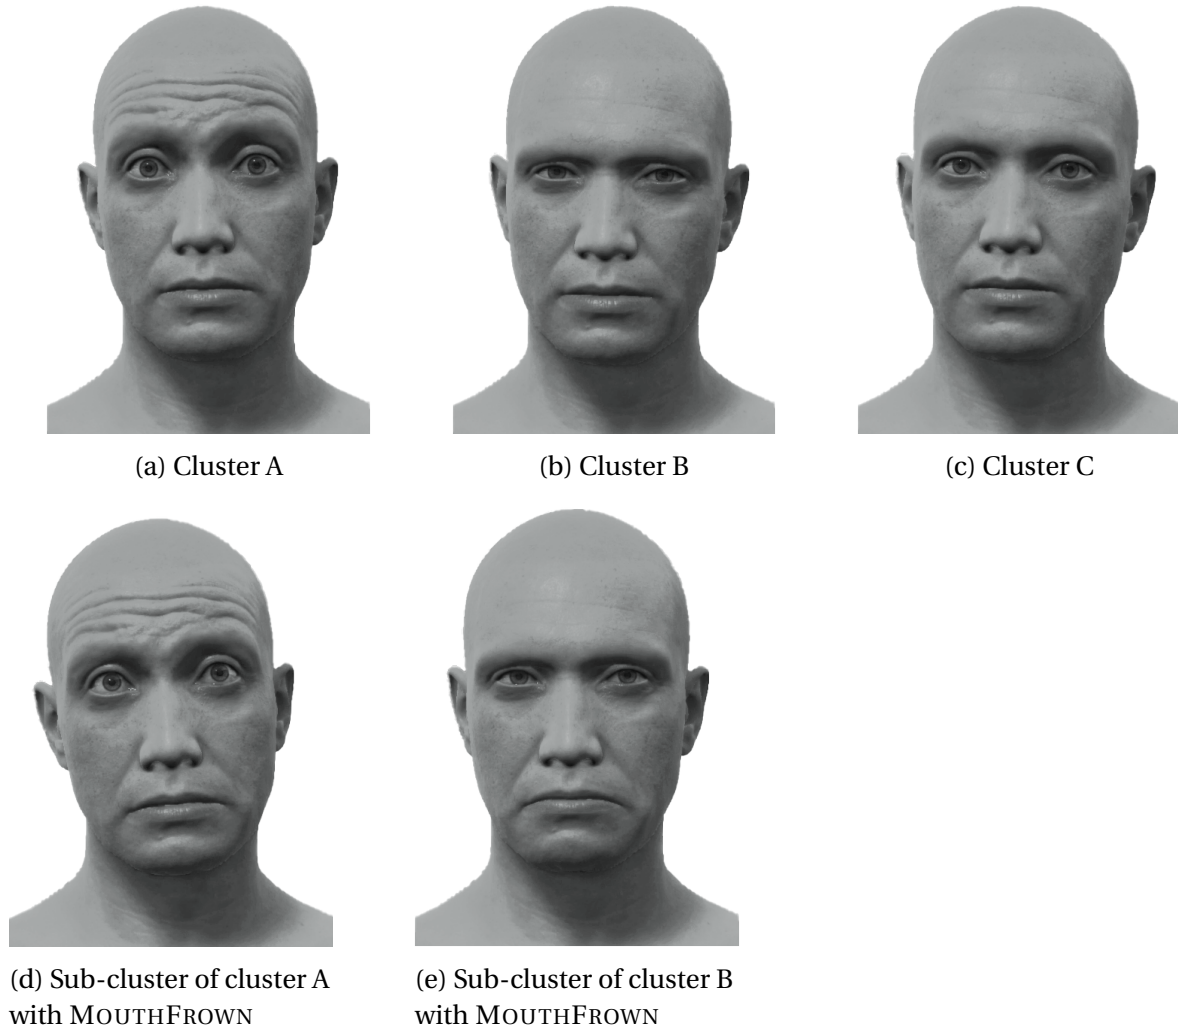 (a) Cluster A
(b) Cluster B
(c) Cluster C
(d) Sub-cluster of cluster A
with MOUTHFROWN
(e) Sub-cluster of cluster B
with MOUTHFROWN